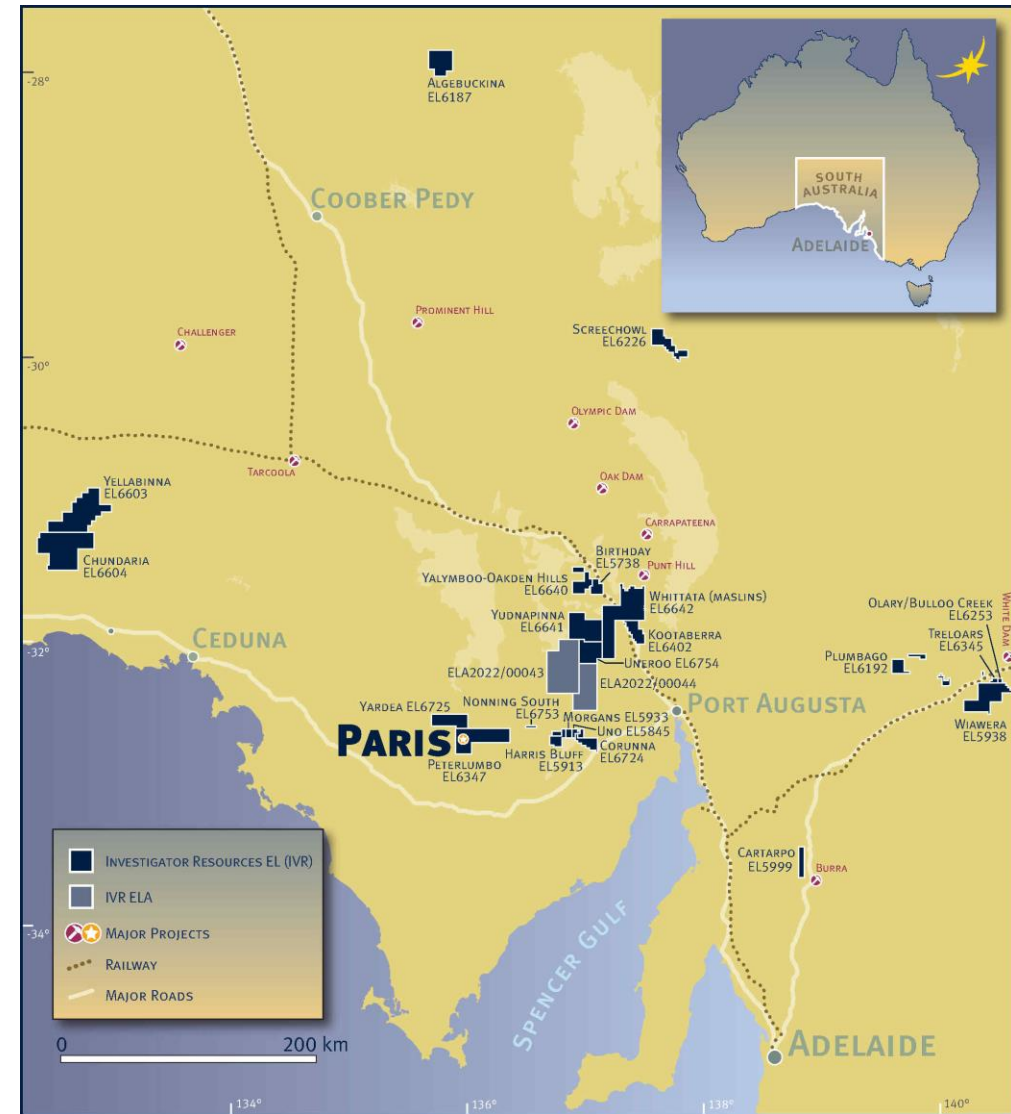 -28°
ALGEBUCKINA
EL6187
SOUTH
AUSTRALIA
ADELAIDE
COOBER PEDY
PROMINENT HILL
CHALLENGER
SCREECHOWL
EL6226
-30°
OLYMPIC DAM
TARCOOLA
OAK DAM
YELLABINNA
EL6603
CARRAPATEENA
BIRTHDAY
EL5738
CHUNDARIA
EL6604
YALYMBOO-OAKDEN HILLS
EL6640
PUNT HILL
WHITTATA (MASLINS)
EL6642
OLARY/BULLOO CREEK
EL6253
WHITE DAM
YUDNAPINNA
EL6641
KOOTABERRA
EL6402
TRELOARS
EL6345
CEDUNA
-32°
PLUMBAGO
EL6192
UNEROO EL6754
ELA2022/00043
ELA2022/00044
NONNING SOUTH
EL6753
YARDEA EL6725
MORGANS EL5933
PORT AUGUSTA
WIAWERA
EL5938
UNO EL5845
PARIS
HARRIS BLUFF
EL5913
CORUNNA
EL6724
PETERLUMBO
EL6347
INVESTIGATOR RESOURCES EL (IVR)
IVR ELA
MAJOR PROJECTS
RAILWAY
MAJOR ROADS
CARTARPO
EL5999
BURRA
-34°
SPENCER GULF
0 200 km
ADELAIDE
134° 136° 138° 140°